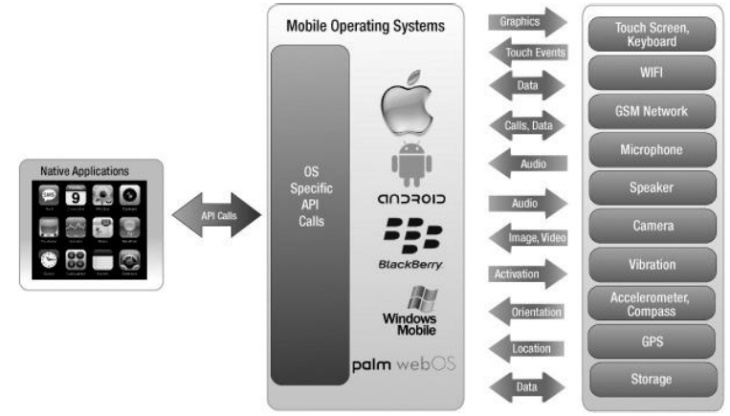 Mobile Operating Systems
Native Applications
SMS
9
API Calls
OS
Specific
API
Calls
ANDROID
BlackBerry
Windows
Mobile
palm webOS
Graphics
Touch Events
Data
Calls, Data
Audio
Audio
Image, Video
Activation
Orientation
Location
Data
Touch Screen,
Keyboard
WIFI
GSM Network
Microphone
Speaker
Camera
Vibration
Accelerometer,
Compass
GPS
Storage